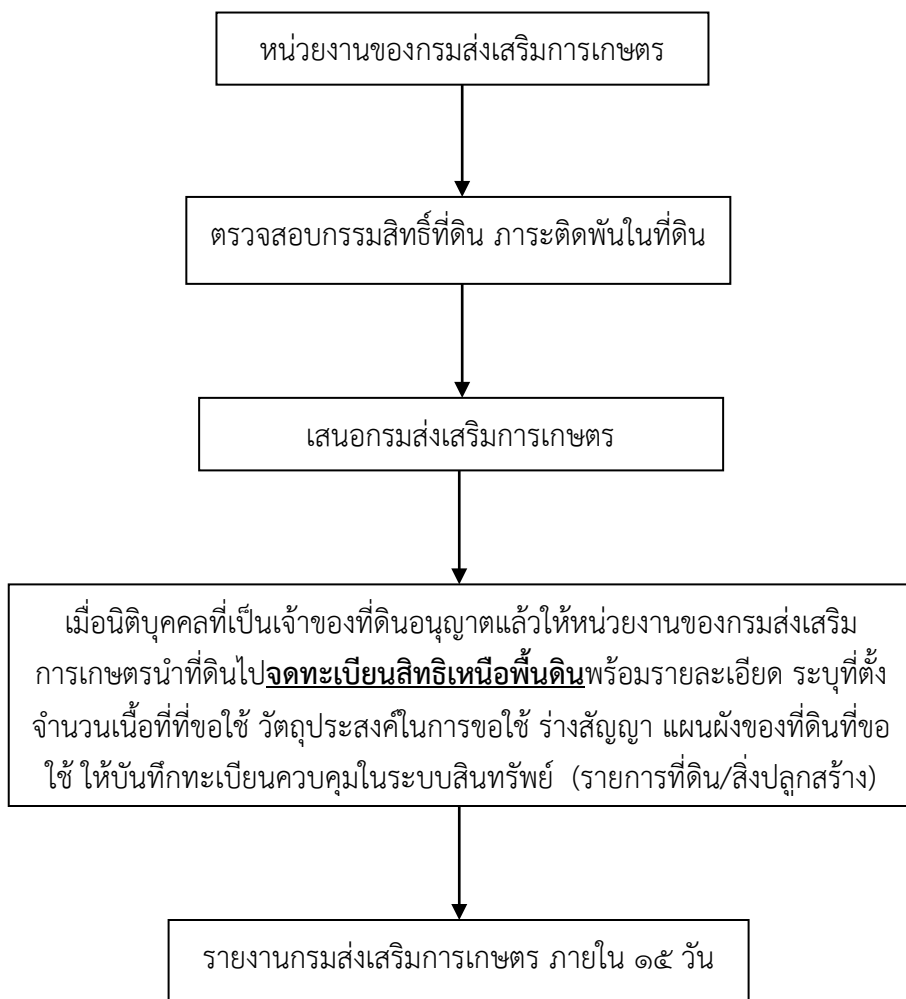 หน่วยงานของกรมส่งเสริมการเกษตร
ตรวจสอบกรรมสิทธิ์ที่ดิน ภาระติดพันในที่ดิน
เสนอกรมส่งเสริมการเกษตร
เมื่อนิติบุคคลที่เป็นเจ้าของที่ดินอนุญาตแล้วให้หน่วยงานของกรมส่งเสริม
การเกษตรนำที่ดินไปจดทะเบียนสิทธิเหนือพื้นดินพร้อมรายละเอียด ระบุที่ตั้ง
จำนวนเนื้อที่ที่ขอใช้ วัตถุประสงค์ในการขอใช้ ร่างสัญญา แผนผังของที่ดินที่ขอ
ใช้ ให้บันทึกทะเบียนควบคุมในระบบสินทรัพย์ (รายการที่ดิน/สิ่งปลูกสร้าง)
รายงานกรมส่งเสริมการเกษตร ภายใน ๑๕ วัน